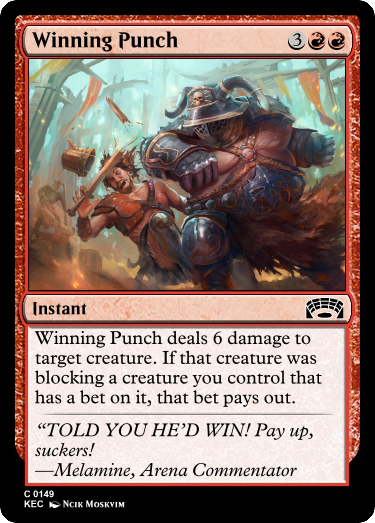 Winning Punch 3
Instant
Winning Punch deals 6 damage to
target creature. If that creature was
blocking a creature you control that
has a bet on it, that bet pays out.
“TOLD YOU HE’D WIN! Pay up,
suckers!
—Melamine, Arena Commentator
C 0149
KEC Ncik Moskvim